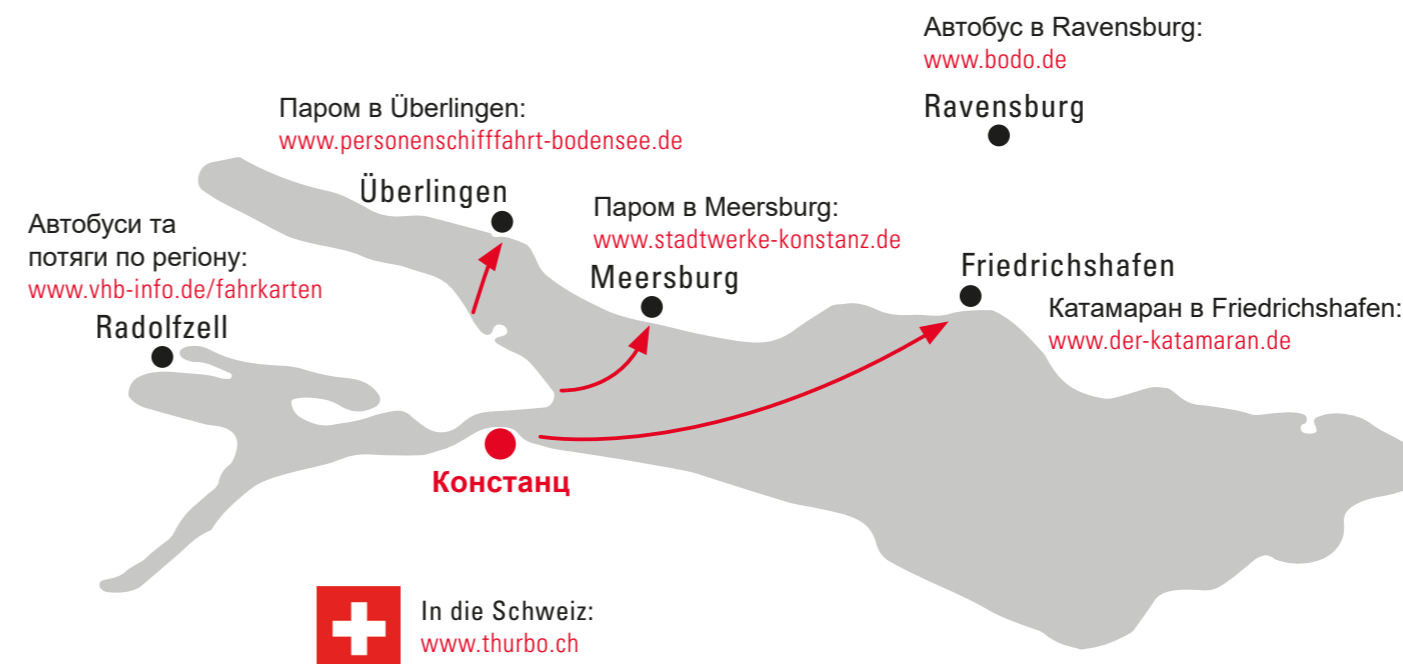 Автобус в Ravensburg:
www.bodo.de
Ravensburg
Паром в Überlingen:
www.personenschifffahrt-bodensee.de
Überlingen
Паром в Meersburg:
www.stadtwerke-konstanz.de
Meersburg
Автобуси та
потяги по регіону:
www.vhb-info.de/fahrkarten
Radolfzell
Friedrichshafen
Катамаран в Friedrichshafen:
www.der-katamaran.de
Констанц
In die Schweiz:
www.thurbo.ch